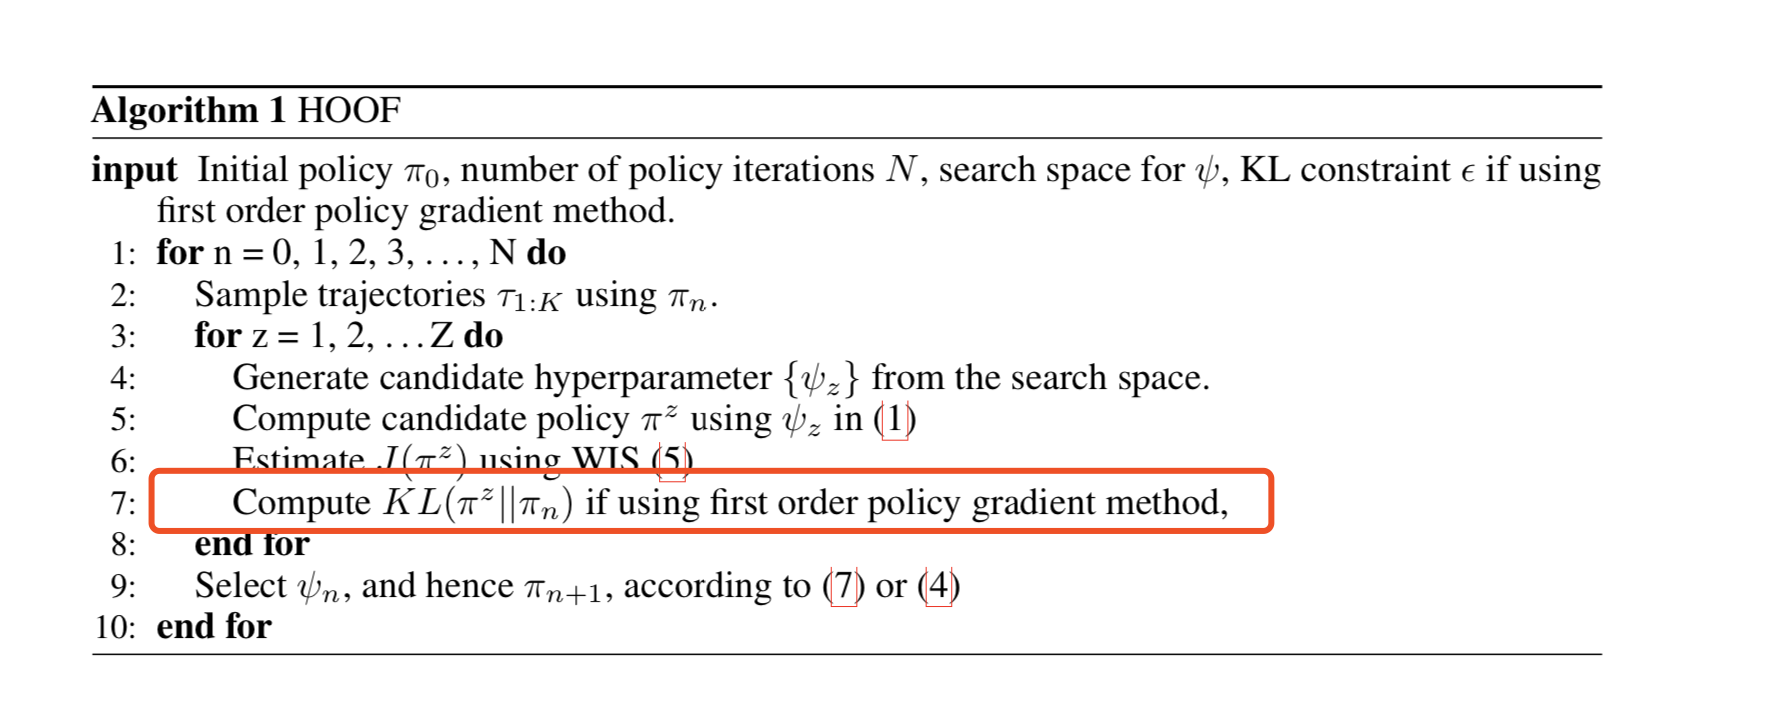 Algorithm 1 HOOF
input Initial policy π₀, number of policy iterations N, search space for ψ, KL constraint ϵ if using
first order policy gradient method.
1: for n = 0, 1, 2, 3, . . . , N do
2: Sample trajectories τ₁:K using πₙ.
3: for z = 1, 2, . . . Z do
4: Generate candidate hyperparameter {ψ_z} from the search space.
5: Compute candidate policy π^z using ψ_z in (1)
6: Estimate J(π^z) using WIS (5)
7: Compute KL(π^z||πₙ) if using first order policy gradient method,
8: end for
9: Select ψₙ, and hence πₙ₊₁, according to (7) or (4)
10: end for